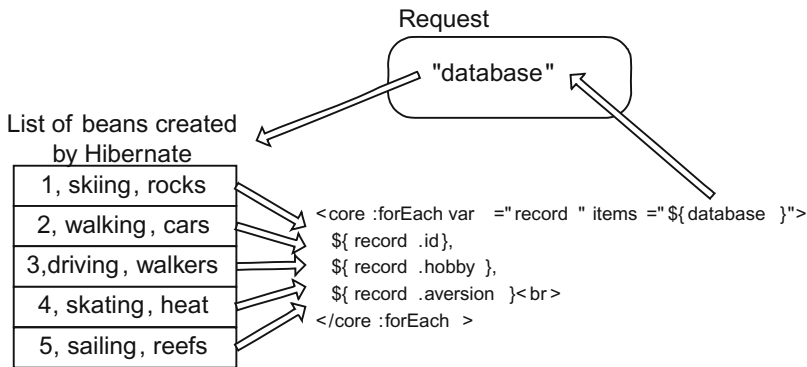 Request
"database"
List of beans created
by Hibernate
1, skiing, rocks
2, walking, cars
3,driving, walkers
4, skating, heat
5, sailing, reefs
<core :forEach var ="record " items ="${database }">
${ record .id},
${ record .hobby },
${ record .aversion }<br>
</core :forEach >